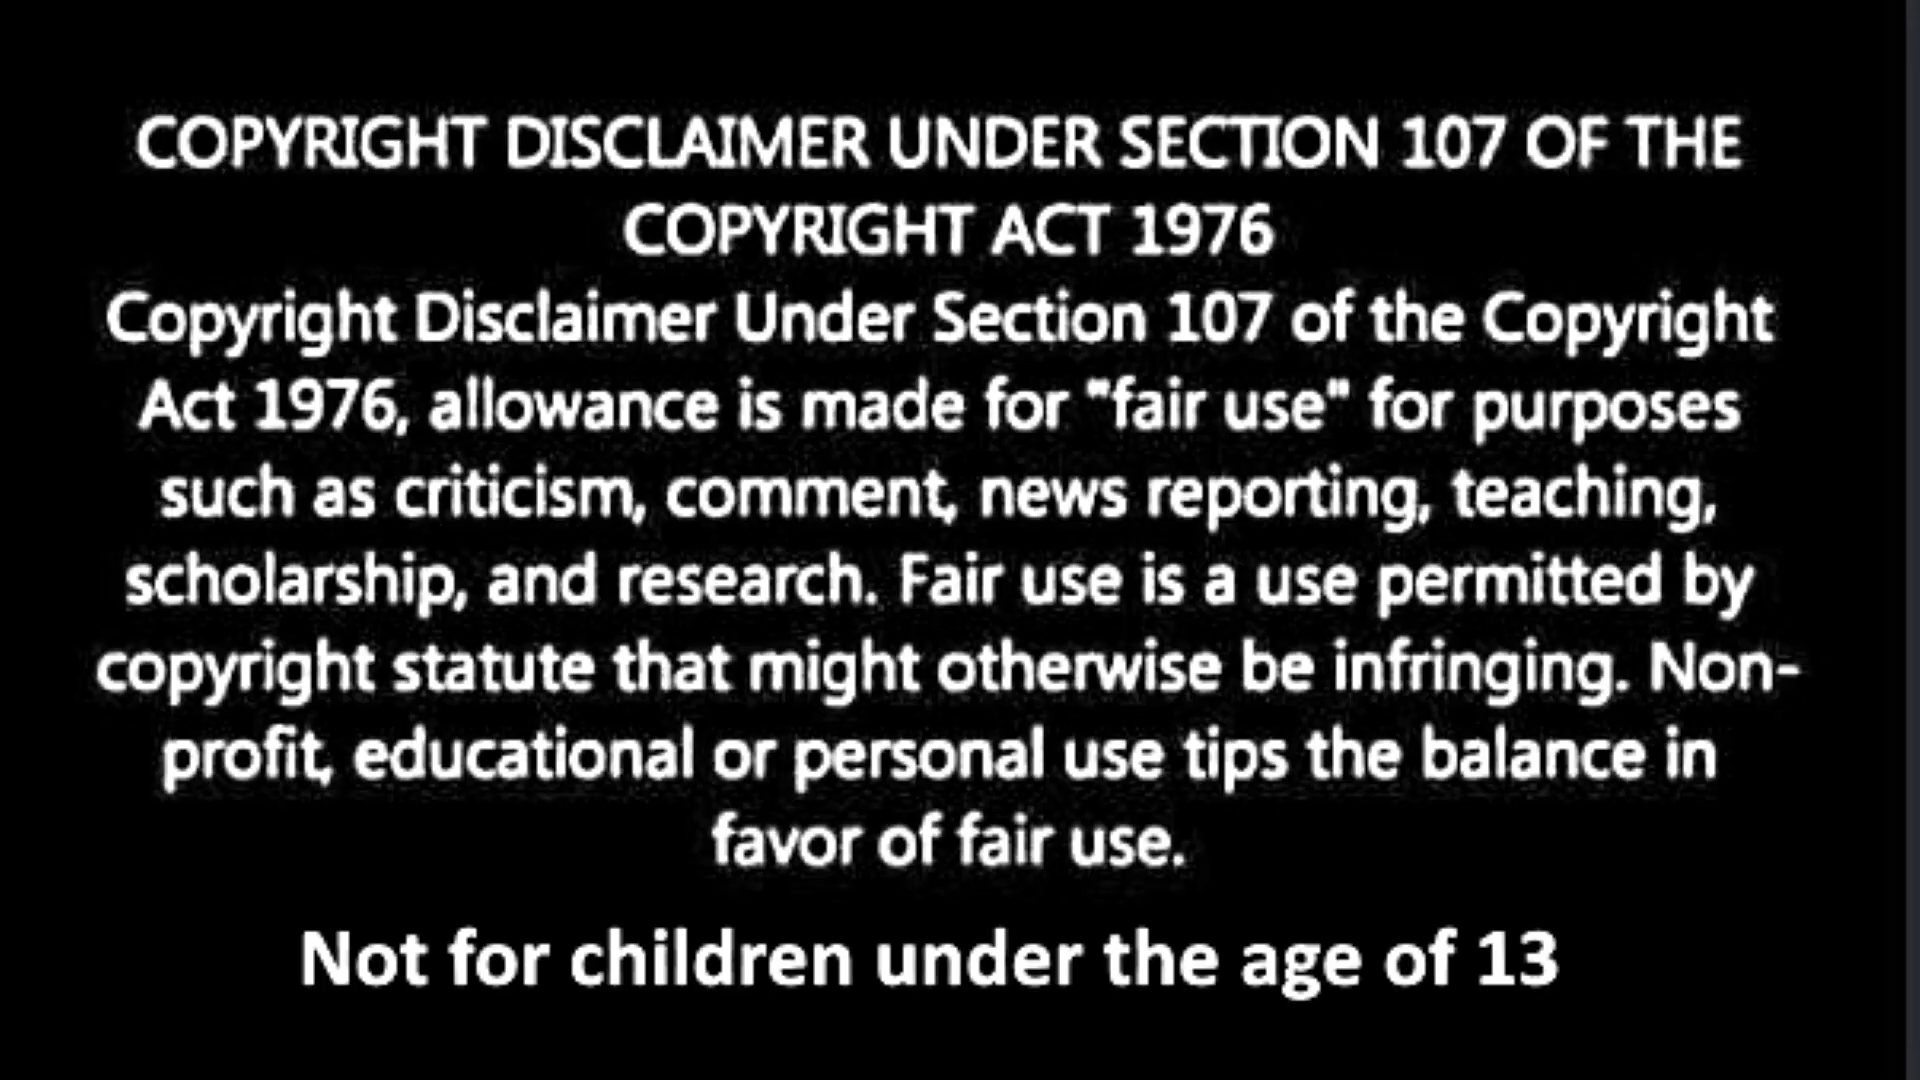 COPYRIGHT DISCLAIMER UNDER SECTION 107 OF THE
COPYRIGHT ACT 1976
Copyright Disclaimer Under Section 107 of the Copyright
Act 1976, allowance is made for "fair use" for purposes
such as criticism, comment, news reporting, teaching,
scholarship, and research. Fair use is a use permitted by
copyright statute that might otherwise be infringing. Non-
profit, educational or personal use tips the balance in
favor of fair use.
Not for children under the age of 13